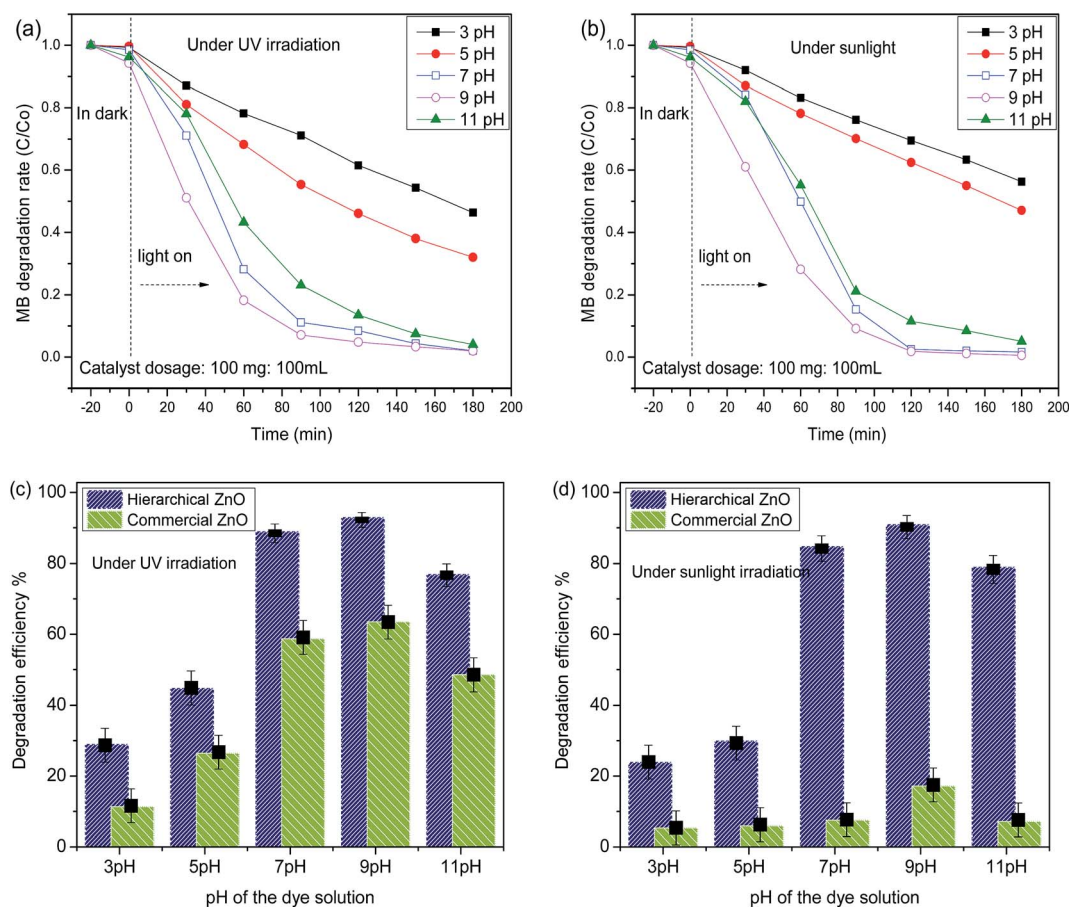 (a)
Under UV irradiation
3 pH
5 pH
7 pH
9 pH
11 pH
In dark
light on
Catalyst dosage: 100 mg: 100mL
MB degradation rate (C/Co)
1.0
0.8
0.6
0.4
0.2
0.0
-20 0 20 40 60 80 100 120 140 160 180 200
Time (min)
(b)
Under sunlight
3 pH
5 pH
7 pH
9 pH
11 pH
In dark
light on
Catalyst dosage: 100 mg: 100mL
MB degradation rate (C/Co)
1.0
0.8
0.6
0.4
0.2
0.0
-20 0 20 40 60 80 100 120 140 160 180 200
Time (min)
(c)
Hierarchical ZnO
Commercial ZnO
Under UV irradiation
Degradation efficiency %
100
80
60
40
20
0
3pH 5pH 7pH 9pH 11pH
pH of the dye solution
(d)
Hierarchical ZnO
Commercial ZnO
Under sunlight irradiation
Degradation efficiency %
100
80
60
40
20
0
3pH 5pH 7pH 9pH 11pH
pH of the dye solution